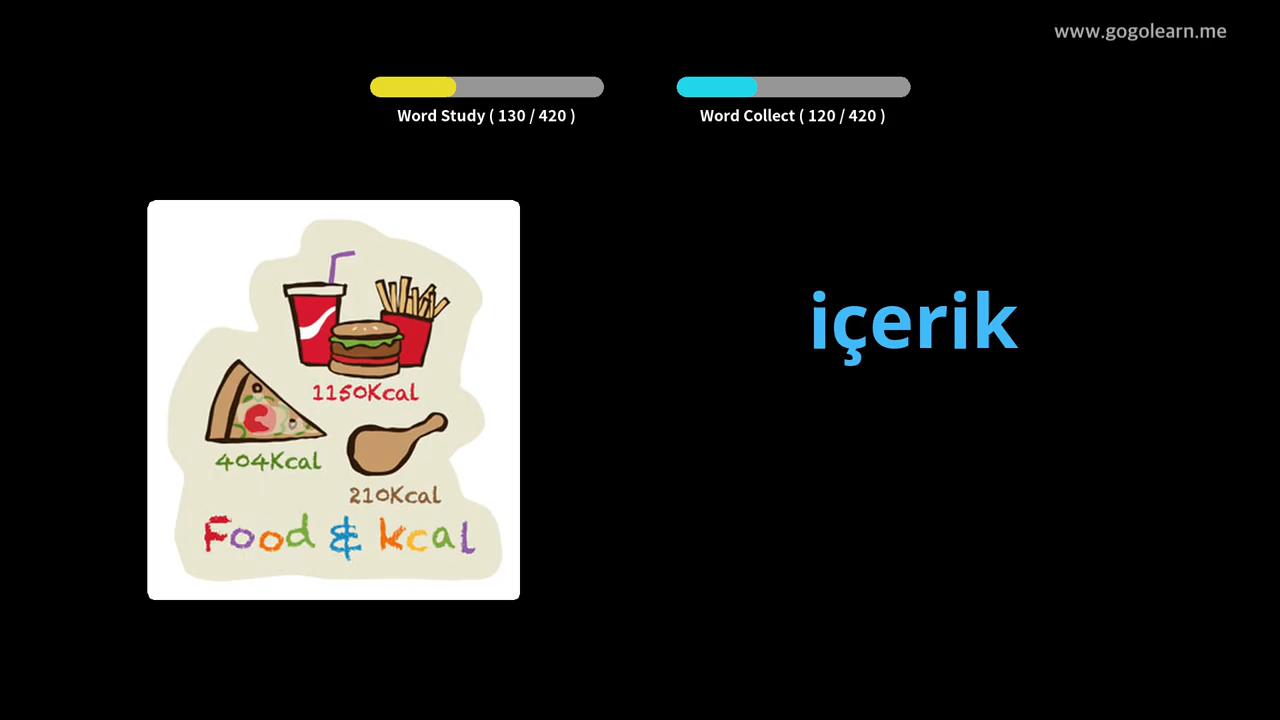 www.gogolearn.me
Word Study ( 130 / 420 )
Word Collect ( 120 / 420 )
içerik
1150Kcal
404Kcal
210Kcal
Food & kcal